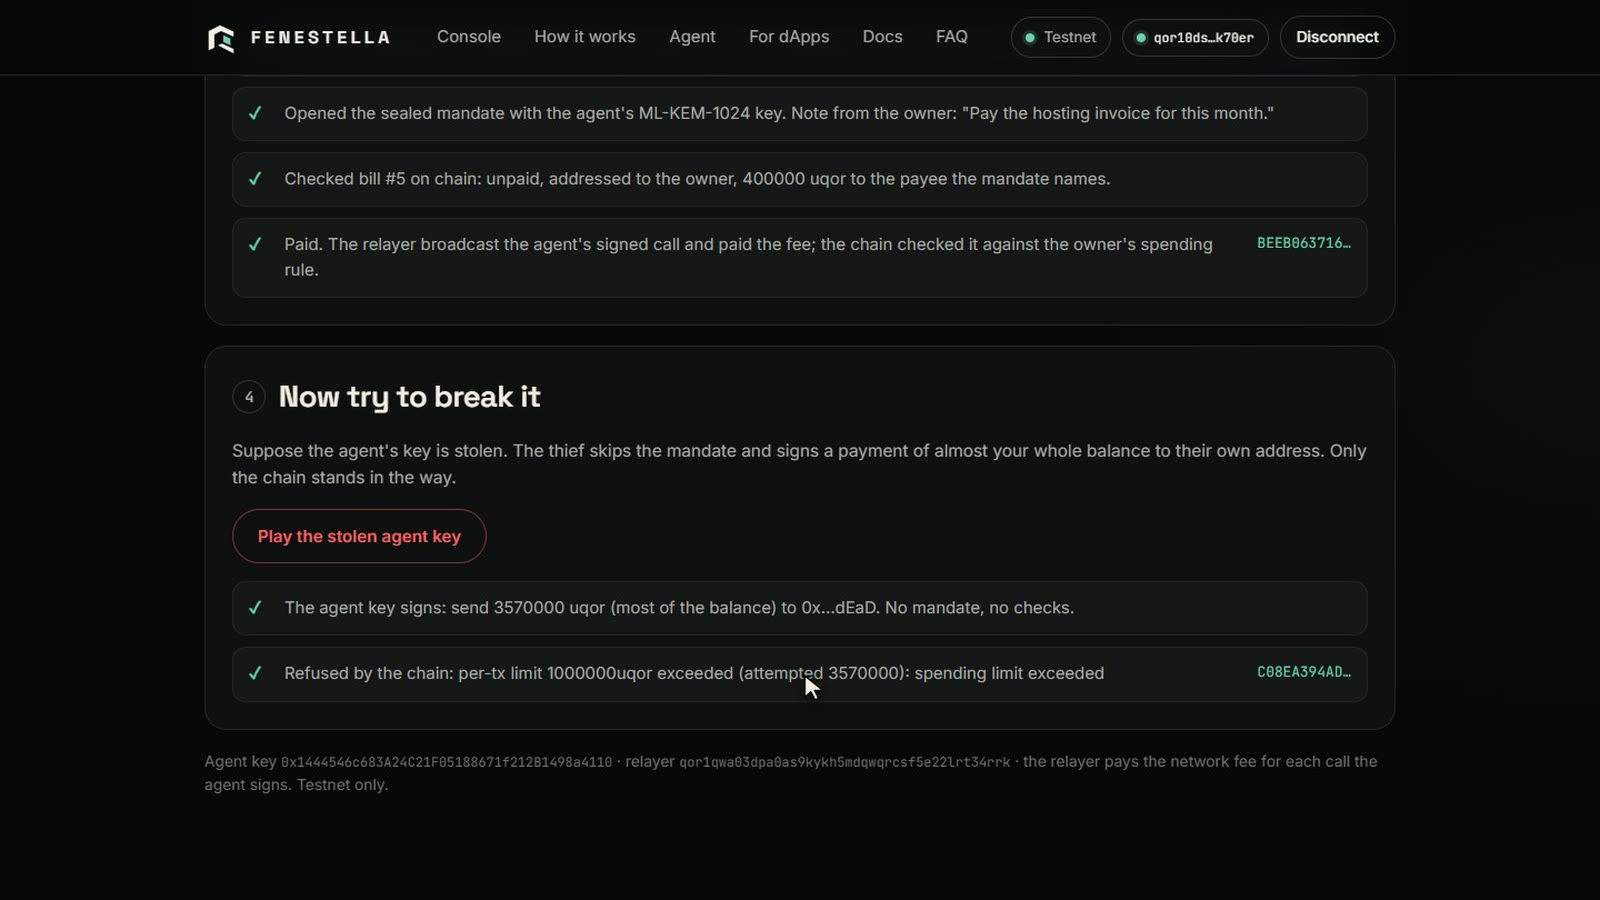 FENESTELLA
Console
How it works
Agent
For dApps
Docs
FAQ
Testnet
qor10ds…k70er
Disconnect
Opened the sealed mandate with the agent's ML-KEM-1024 key. Note from the owner: "Pay the hosting invoice for this month."
Checked bill #5 on chain: unpaid, addressed to the owner, 400000 uqor to the payee the mandate names.
Paid. The relayer broadcast the agent's signed call and paid the fee; the chain checked it against the owner's spending
rule.
BEEB063716…
4
Now try to break it
Suppose the agent's key is stolen. The thief skips the mandate and signs a payment of almost your whole balance to their own address. Only
the chain stands in the way.
Play the stolen agent key
The agent key signs: send 3570000 uqor (most of the balance) to 0x…dEaD. No mandate, no checks.
Refused by the chain: per-tx limit 1000000uqor exceeded (attempted 3570000): spending limit exceeded
C08EA394AD…
Agent key 0x1444546c683A24C21F05188671f212B1498a4110 · relayer qor1qwa03dpa0as9kykh5mdqwqrcsf5e22lrt34rrk · the relayer pays the network fee for each call the
agent signs. Testnet only.